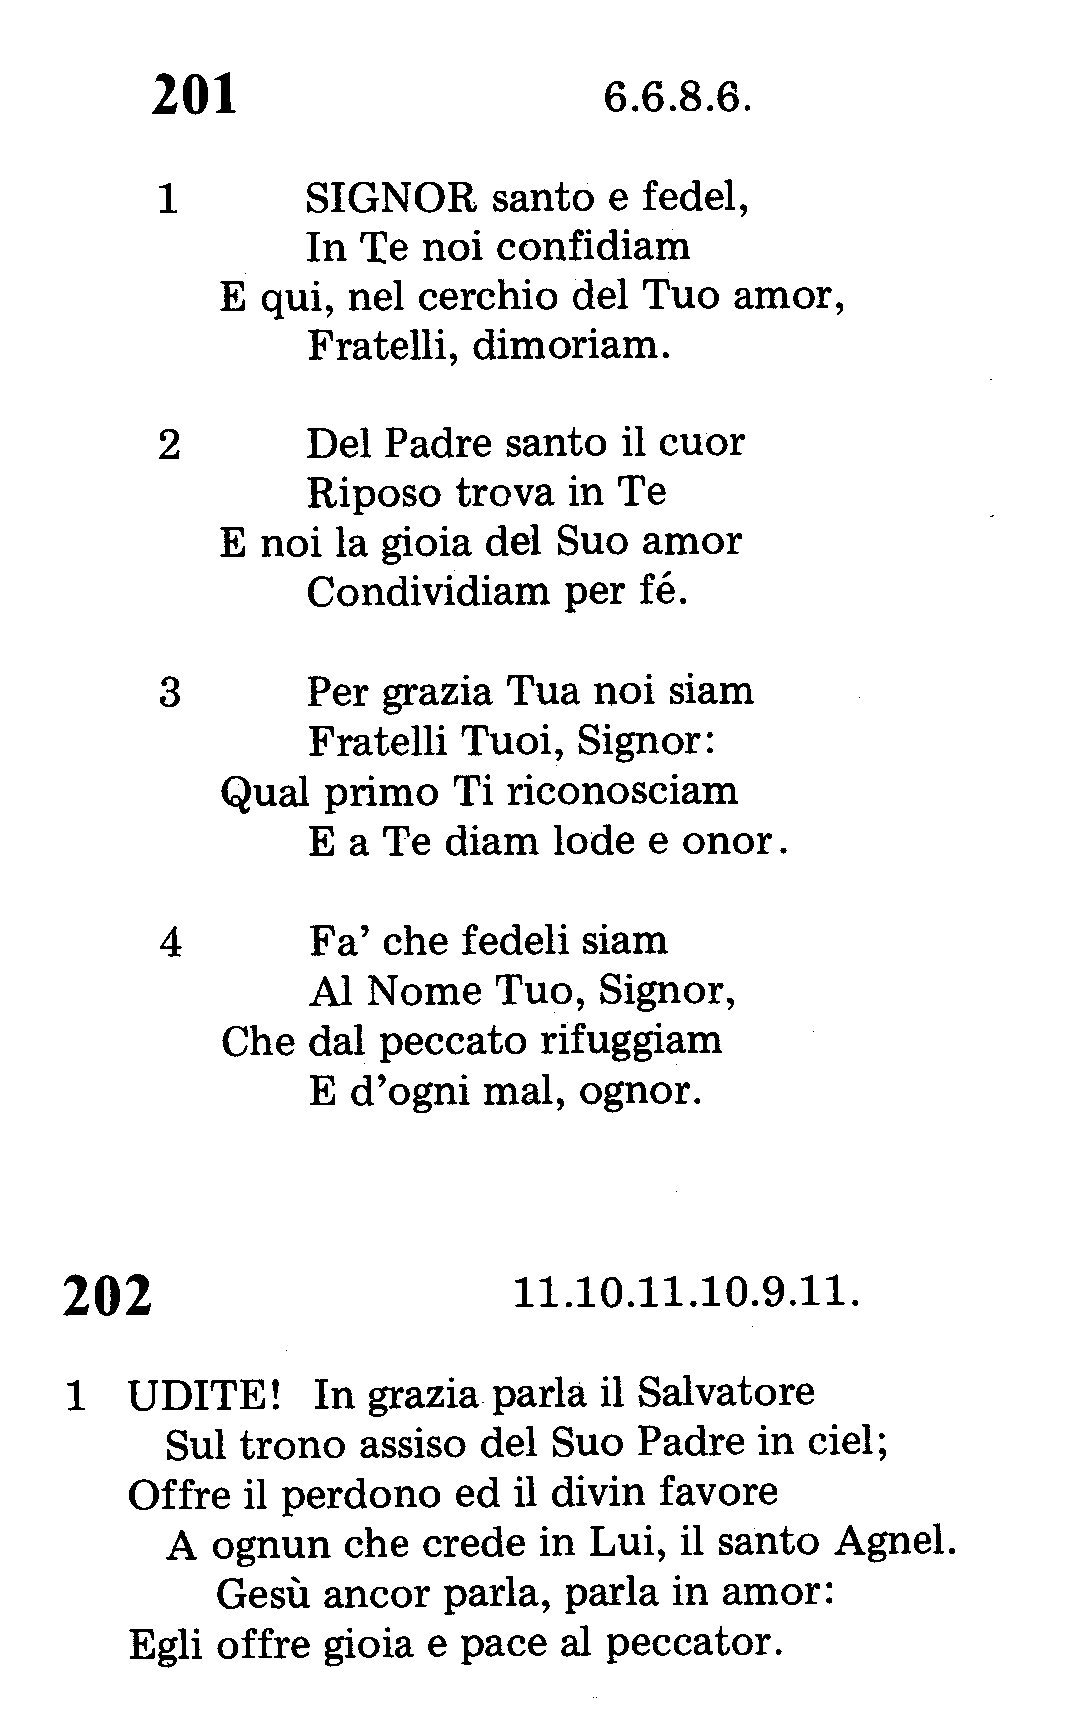 201 6.6.8.6.
1 SIGNOR santo e fedel,
In Te noi confidiam
E qui, nel cerchio del Tuo amor,
Fratelli, dimoriam.
2 Del Padre santo il cuor
Riposo trova in Te
E noi la gioia del Suo amor
Condividiam per fé.
3 Per grazia Tua noi siam
Fratelli Tuoi, Signor:
Qual primo Ti riconosciam
E a Te diam lode e onor.
4 Fa’ che fedeli siam
Al Nome Tuo, Signor,
Che dal peccato rifuggiam
E d’ogni mal, ognor.
202 11.10.11.10.9.11.
1 UDITE! In grazia parla il Salvatore
Sul trono assiso del Suo Padre in ciel;
Offre il perdono ed il divin favore
A ognun che crede in Lui, il santo Agnel.
Gesù ancor parla, parla in amor:
Egli offre gioia e pace al peccator.